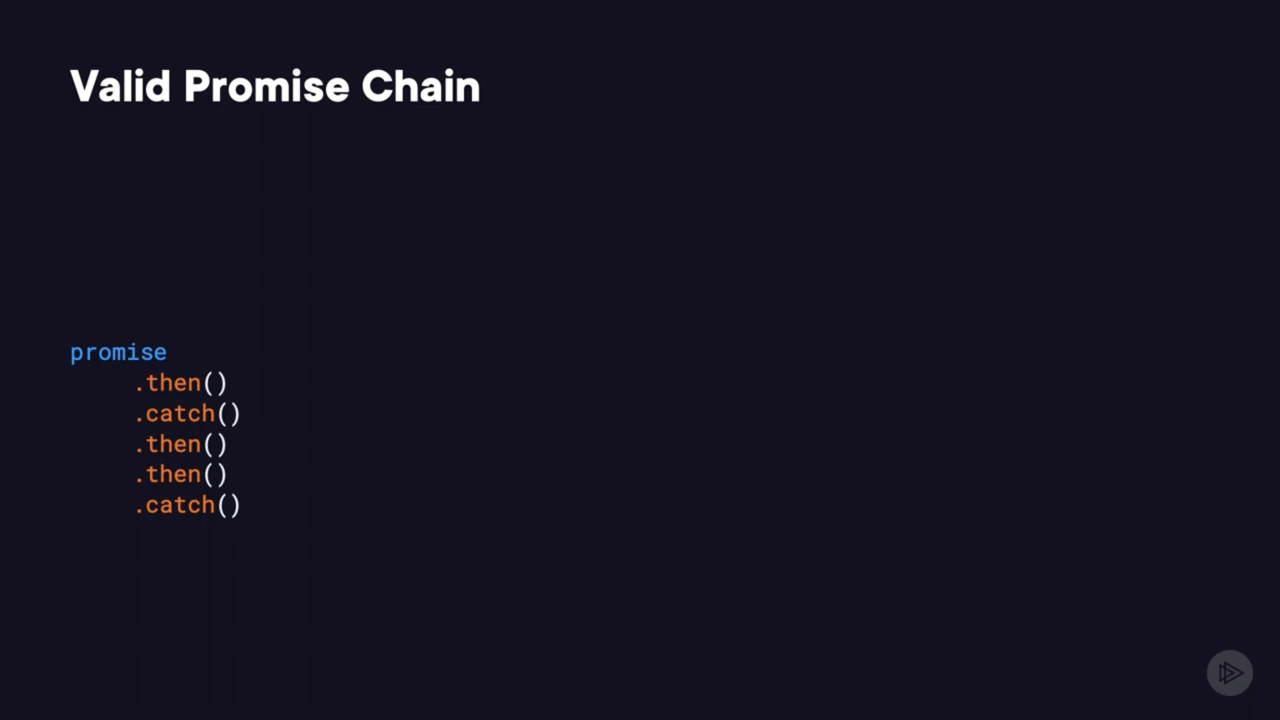 Valid Promise Chain
promise
.then()
.catch()
.then()
.then()
.catch()